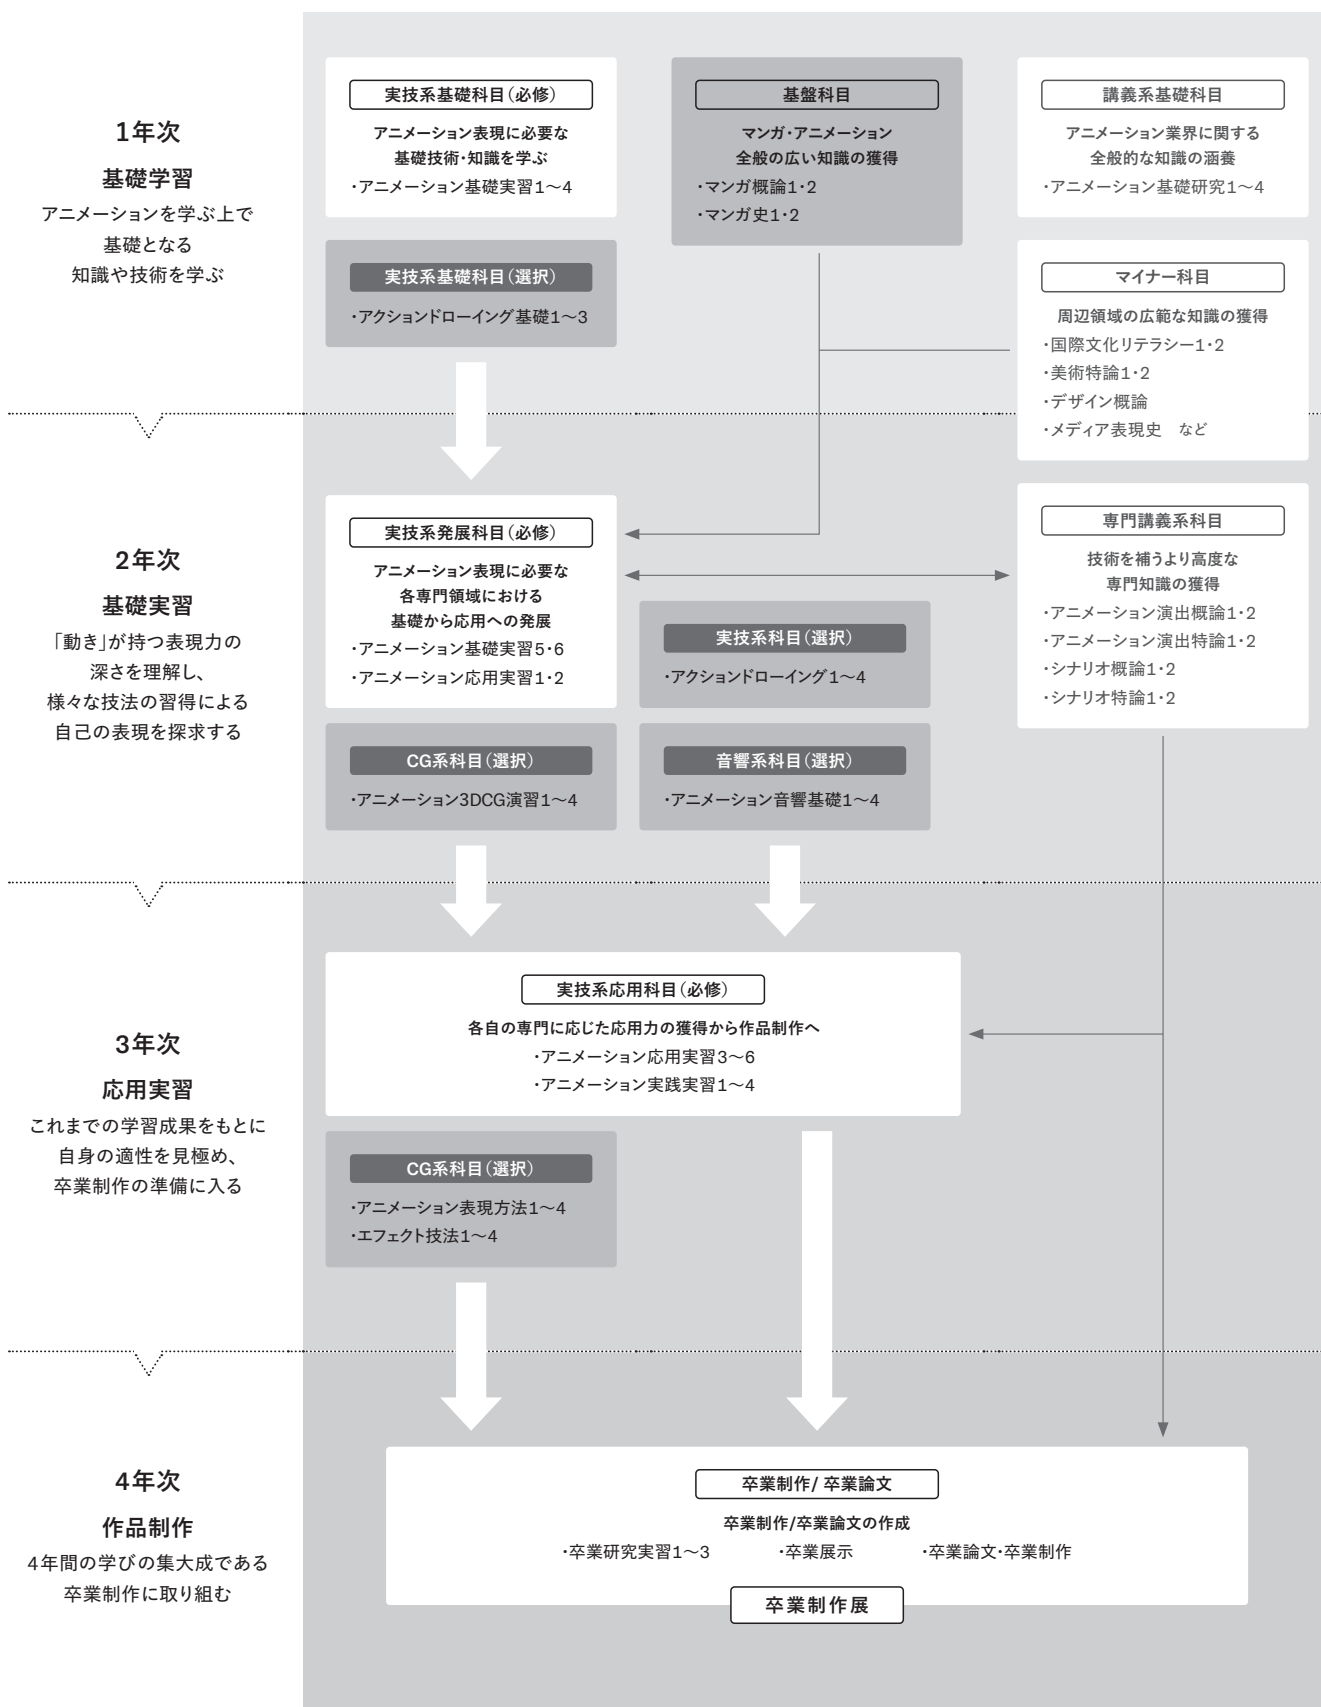 1年次
基礎学習
アニメーションを学ぶ上で
基礎となる
知識や技術を学ぶ
実技系基礎科目(必修)
アニメーション表現に必要な
基礎技術・知識を学ぶ
・アニメーション基礎実習1〜4
実技系基礎科目(選択)
・アクションドローイング基礎1〜3
基盤科目
マンガ・アニメーション
全般の広い知識の獲得
・マンガ概論1・2
・マンガ史1・2
講義系基礎科目
アニメーション業界に関する
全般的な知識の涵養
・アニメーション基礎研究1〜4
マイナー科目
周辺領域の広範な知識の獲得
・国際文化リテラシー1・2
・美術特論1・2
・デザイン概論
・メディア表現史　など
2年次
基礎実習
「動き」が持つ表現力の
深さを理解し、
様々な技法の習得による
自己の表現を探求する
実技系発展科目(必修)
アニメーション表現に必要な
各専門領域における
基礎から応用への発展
・アニメーション基礎実習5・6
・アニメーション応用実習1・2
実技系科目(選択)
・アクションドローイング1〜4
専門講義系科目
技術を補うより高度な
専門知識の獲得
・アニメーション演出概論1・2
・アニメーション演出特論1・2
・シナリオ概論1・2
・シナリオ特論1・2
CG系科目(選択)
・アニメーション3DCG演習1〜4
音響系科目(選択)
・アニメーション音響基礎1〜4
3年次
応用実習
これまでの学習成果をもとに
自身の適性を見極め、
卒業制作の準備に入る
実技系応用科目(必修)
各自の専門に応じた応用力の獲得から作品制作へ
・アニメーション応用実習3〜6
・アニメーション実践実習1〜4
CG系科目(選択)
・アニメーション表現方法1〜4
・エフェクト技法1〜4
4年次
作品制作
4年間の学びの集大成である
卒業制作に取り組む
卒業制作/ 卒業論文
卒業制作/卒業論文の作成
・卒業研究実習1〜3　・卒業展示　・卒業論文・卒業制作
卒業制作展